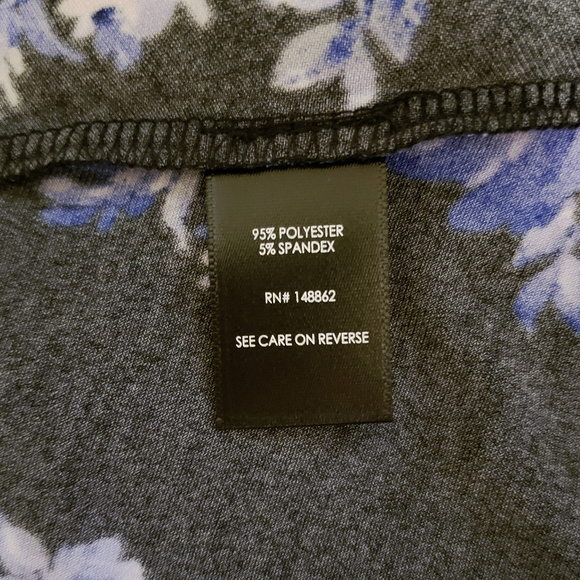 95% POLYESTER
5% SPANDEX
RN# 148862
SEE CARE ON REVERSE